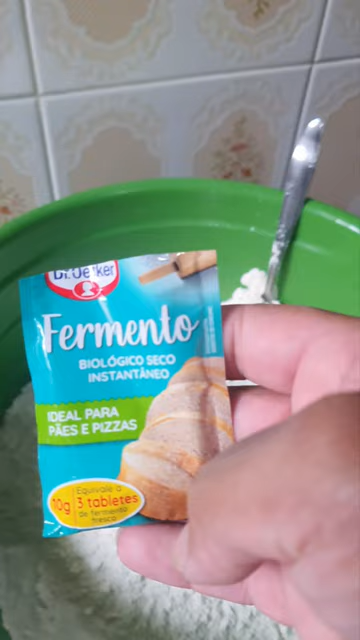 Dr. Oetker
Fermento
BIOLÓGICO SECO
INSTANTÂNEO
IDEAL PARA
PÃES E PIZZAS
10g
Equivale a
3 tabletes
de fermento
fresco